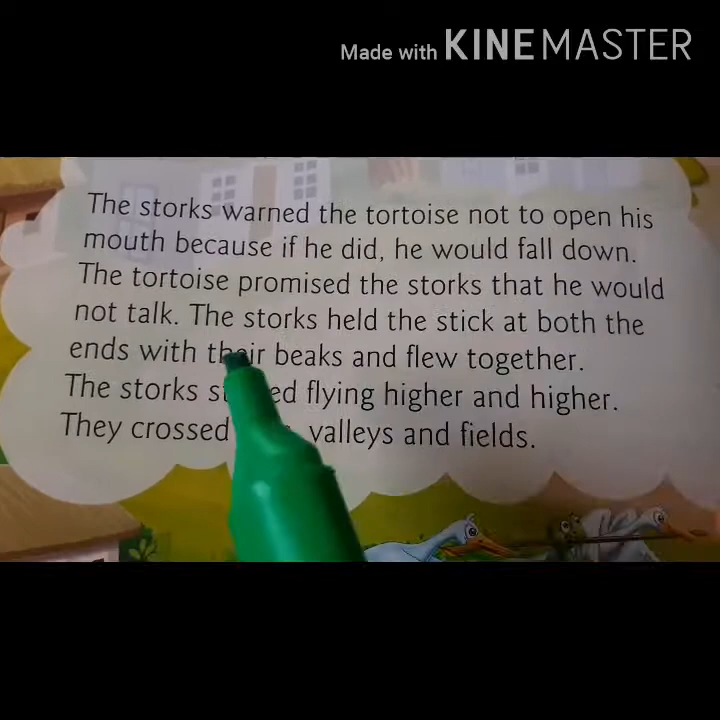 Made with KINEMASTER
The storks warned the tortoise not to open his
mouth because if he did, he would fall down.
The tortoise promised the storks that he would
not talk. The storks held the stick at both the
ends with their beaks and flew together.
The storks flying higher and higher.
They crossed valleys and fields.